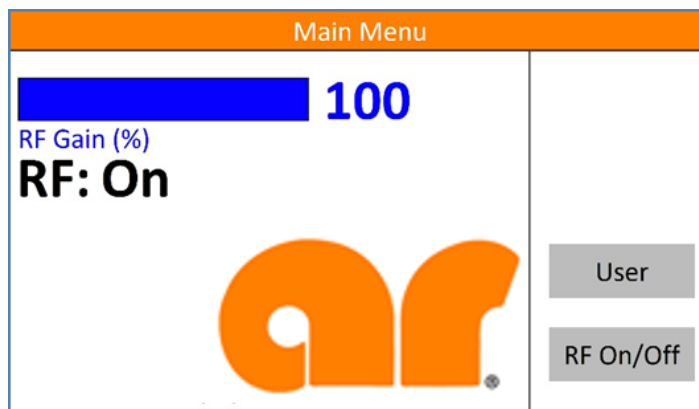 Main Menu
100
RF Gain (%)
RF: On
ar
®
User
RF On/Off